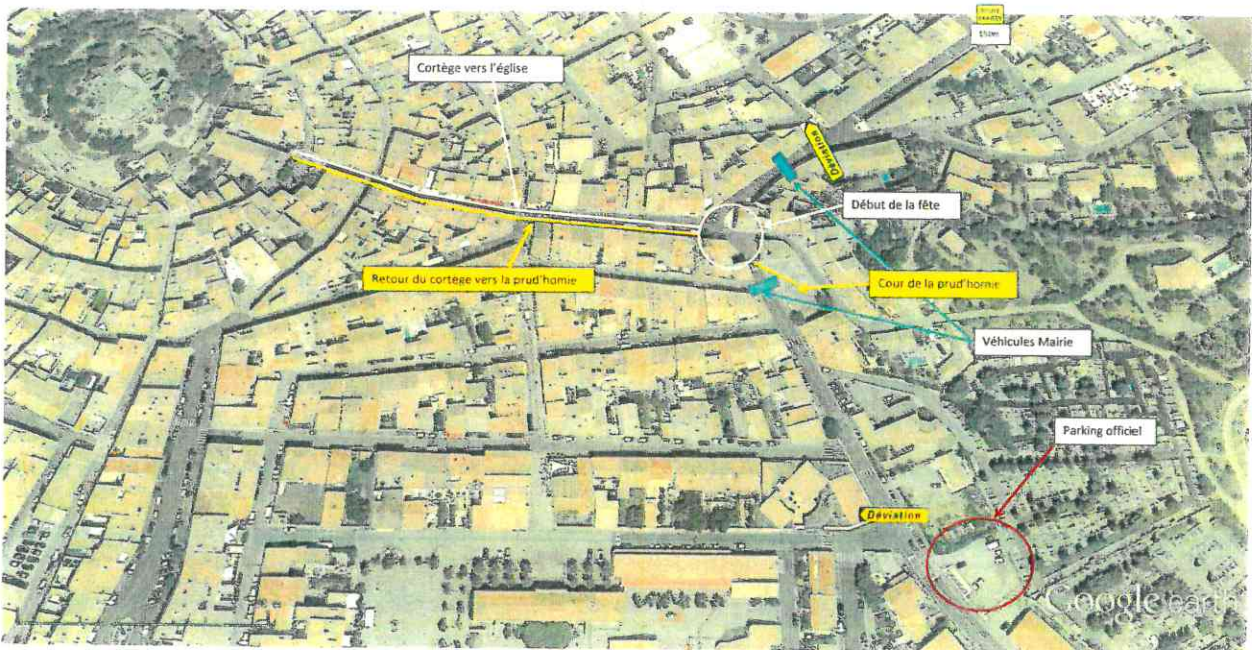 150m
Cortège vers l'église
Déviation
Début de la fête
Retour du cortège vers la prud'homie
Cour de la prud'homie
Véhicules Mairie
Parking officiel
Déviation
Google earth